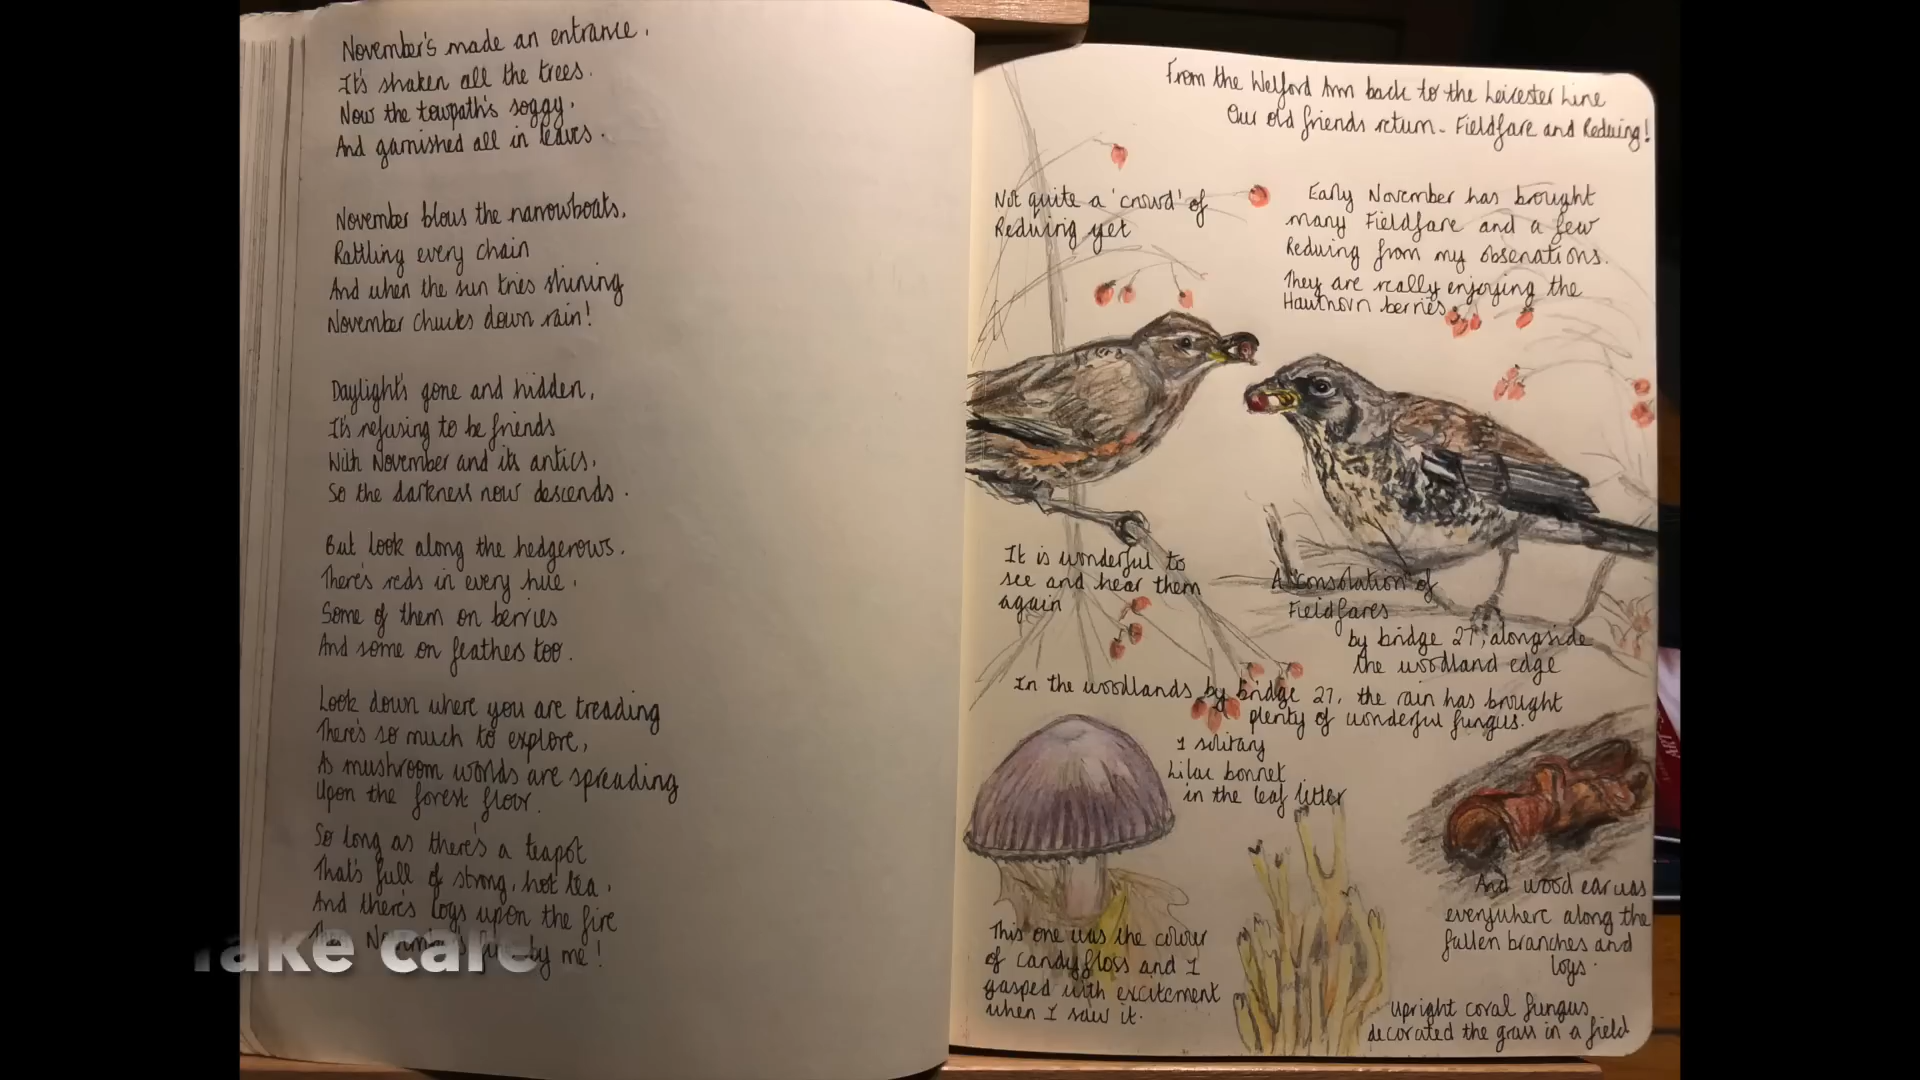 November's made an entrance,
It's shaken all the trees.
Now the towpath's soggy,
And garnished all in leaves.
November blows the narrowboats,
Rattling every chain
And when the sun tries shining
November chucks down rain!
Daylight's gone and hidden,
It's refusing to be friends
With November and its antics,
So the darkness now descends.
But look along the hedgerows,
There's reds in every hue,
Some of them on berries
And some on feathers too.
Look down where you are treading
There's so much to explore,
As mushroom worlds are spreading
Upon the forest floor.
So long as there's a teapot
That's full of strong, hot tea,
And there's logs upon the fire
November's by me!
Take care
From the Welford Arm back to the Leicester Line
Our old friends return - Fieldfare and Redwing!
Not quite a 'crowd' of
Redwing yet
Early November has brought
many Fieldfare and a few
Redwing from my observations.
They are really enjoying the
Hawthorn berries
It is wonderful to
see and hear them
again
A "consolation" of
Fieldfares
by bridge 27, alongside
the woodland edge
In the woodlands by bridge 27, the rain has brought
plenty of wonderful fungus.
1 solitary
Lilac bonnet
in the leaf litter
This one was the colour
of candyfloss and I
gasped with excitement
when I saw it.
And wood ear was
everywhere along the
fallen branches and
logs.
Upright coral fungus
decorated the grass in a field
ART